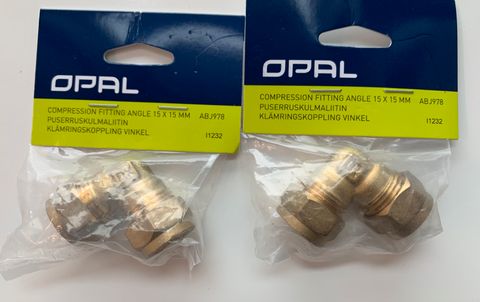 OPAL
COMPRESSION FITTING ANGLE 15 X 15 MM ABJ978
PUSERRUSKULMALIITIN
KLÄMRINGSKOPPLING VINKEL I1232
OPAL
COMPRESSION FITTING ANGLE 15 X 15 MM ABJ978
PUSERRUSKULMALIITIN
KLÄMRINGSKOPPLING VINKEL I1232